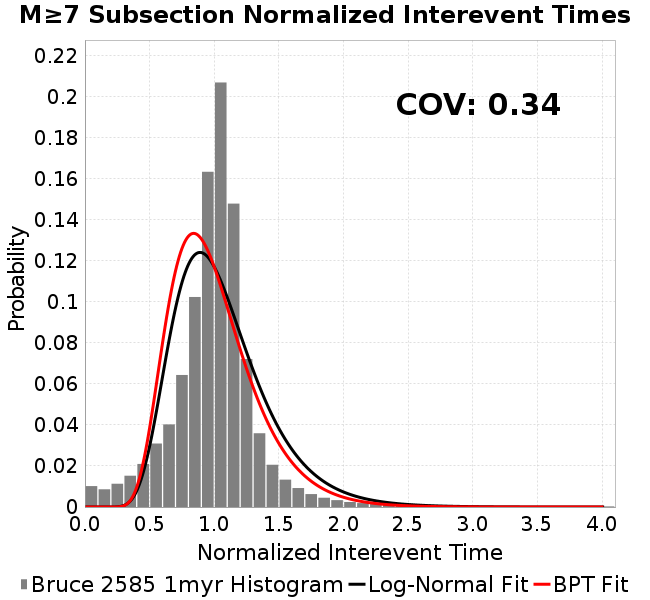 M≥7 Subsection Normalized Interevent Times
COV: 0.34
Probability
0.22
0.2
0.18
0.16
0.14
0.12
0.1
0.08
0.06
0.04
0.02
0
0.0 0.5 1.0 1.5 2.0 2.5 3.0 3.5 4.0
Normalized Interevent Time
Bruce 2585 1myr Histogram Log-Normal Fit BPT Fit